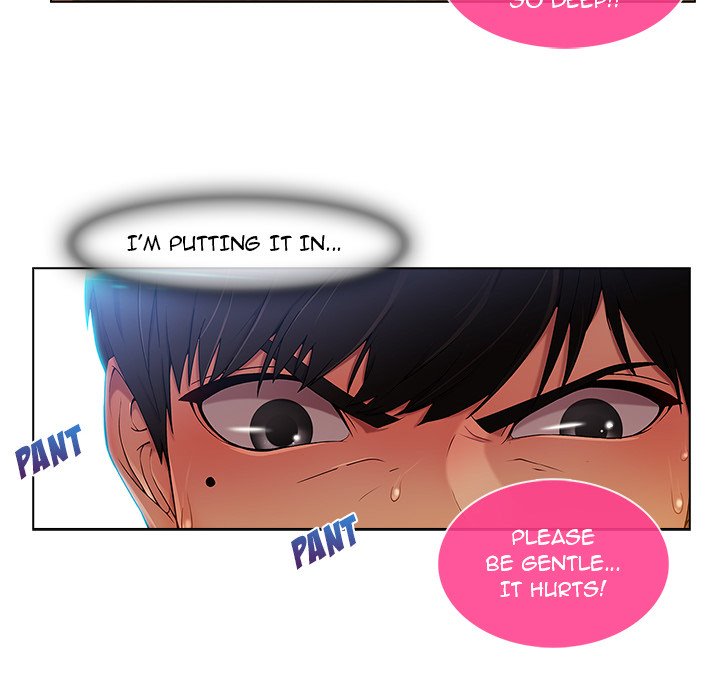 SO DEEP!!
I'M PUTTING IT IN...
PANT
PANT
PLEASE
BE GENTLE...
IT HURTS!